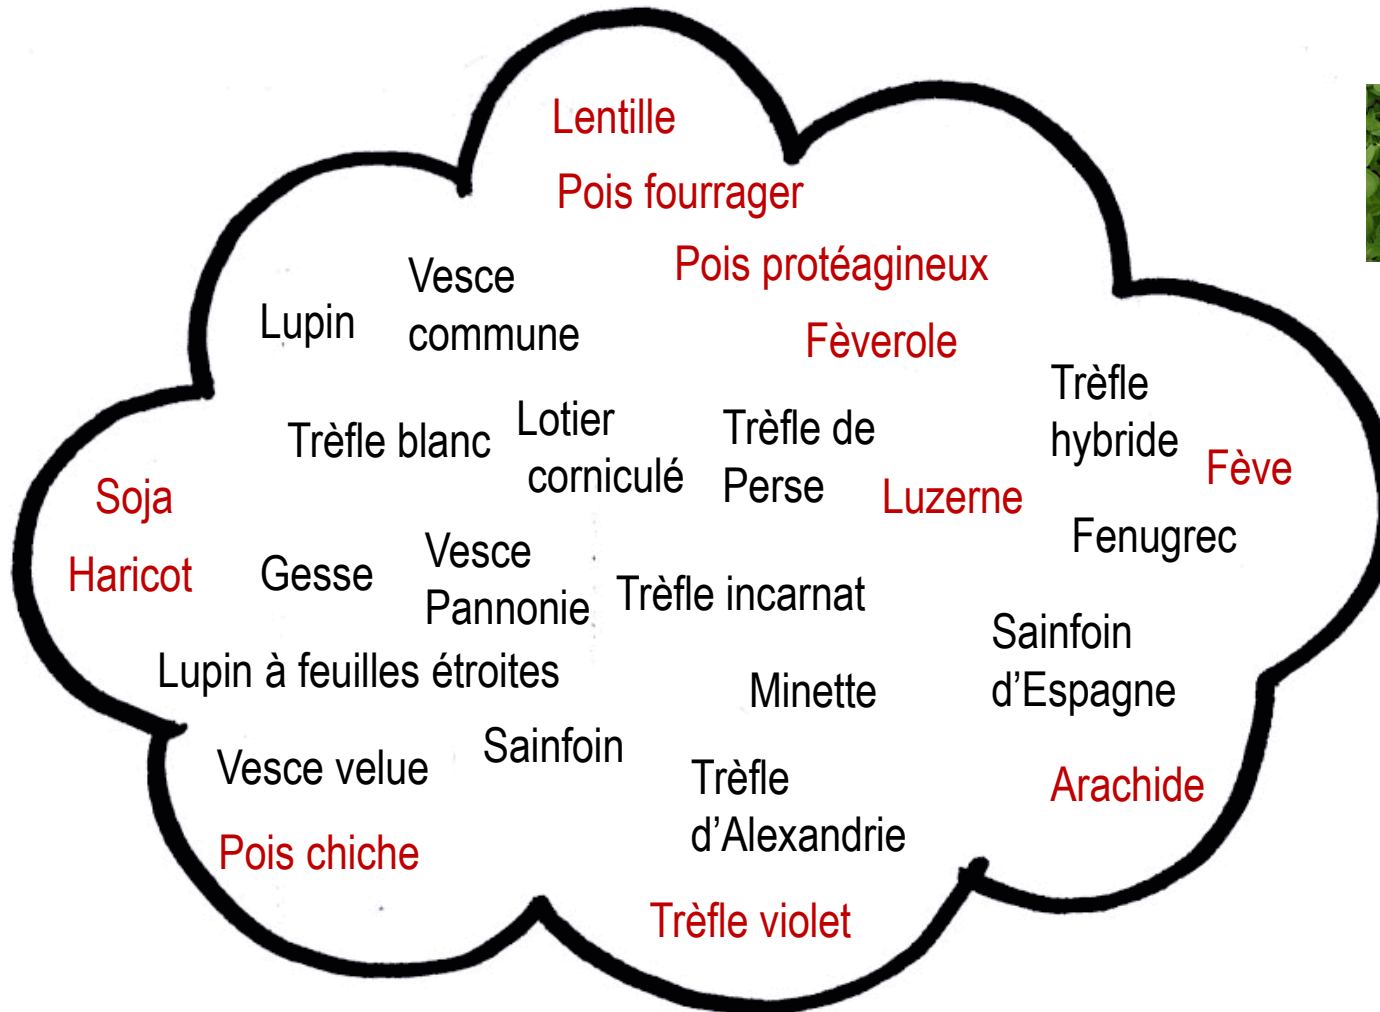 Lentille
Pois fourrager
Pois protéagineux
Vesce
commune
Lupin
Fèverole
Trèfle
hybride
Trèfle blanc
Lotier
corniculé
Trèfle de
Perse
Luzerne
Fève
Soja
Haricot
Gesse
Vesce
Pannonie
Trèfle incarnat
Fenugrec
Sainfoin
d’Espagne
Lupin à feuilles étroites
Minette
Vesce velue
Sainfoin
Trèfle
d’Alexandrie
Arachide
Pois chiche
Trèfle violet